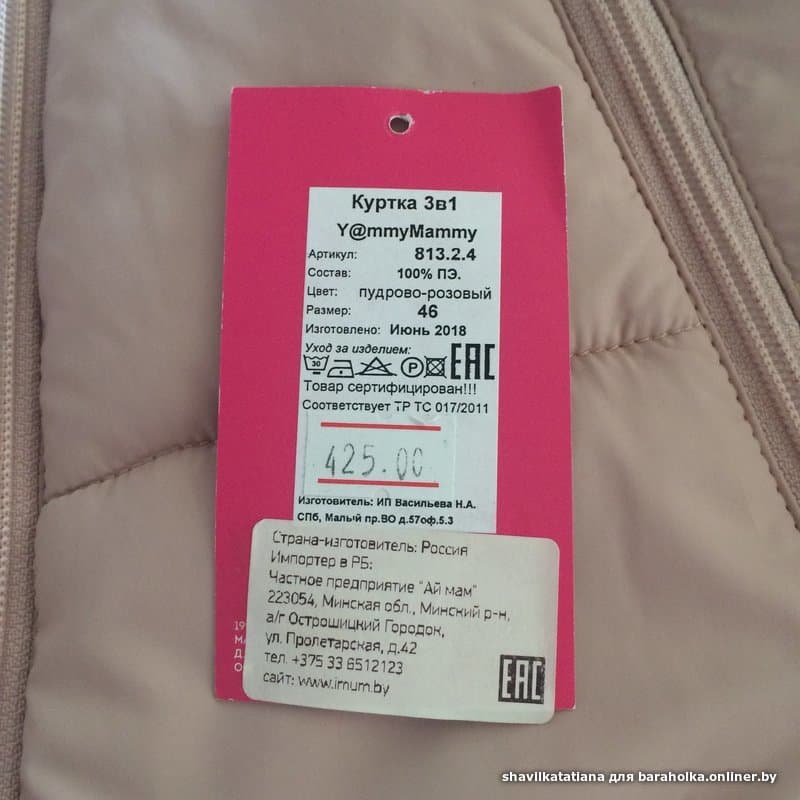 Куртка 3в1
Y@mmyMammy
Артикул: 813.2.4
Состав: 100% ПЭ.
Цвет: пудрово-розовый
Размер: 46
Изготовлено: Июнь 2018
Уход за изделием:
30
P
EAC
Товар сертифицирован!!!
Соответствует ТР ТС 017/2011
425.00
Изготовитель: ИП Васильева Н.А.
СПб, Малый пр.ВО д.57оф.5.3
Страна-изготовитель: Россия
Импортер в РБ:
Частное предприятие "Ай мам"
223054, Минская обл., Минский р-н,
а/г Острошицкий Городок,
ул. Пролетарская, д.42
тел. +375 33 6512123
сайт: www.imum.by
EAC
shavilkatatiana для baraholka.onliner.by